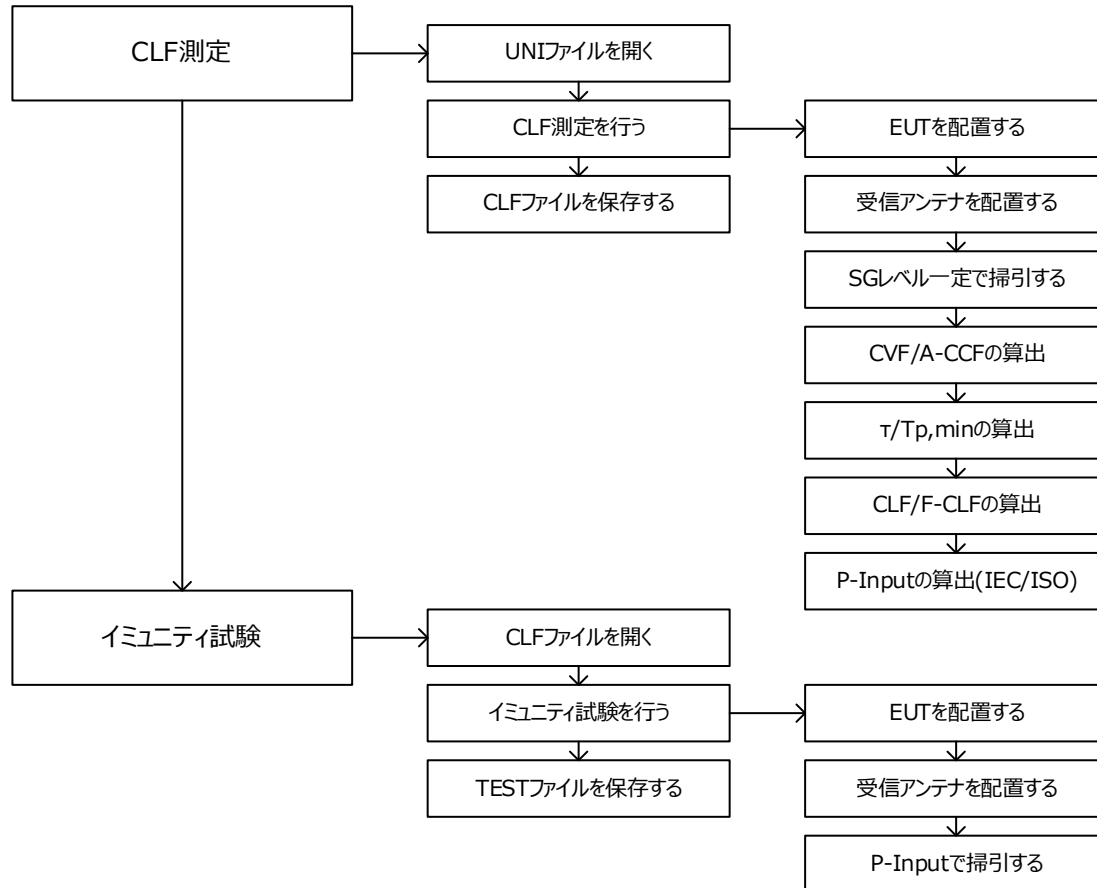 CLF測定
UNIファイルを開く
CLF測定を行う
EUTを配置する
CLFファイルを保存する
受信アンテナを配置する
SGレベル一定で掃引する
CVF/A-CCFの算出
τ/Tp,minの算出
CLF/F-CLFの算出
P-Inputの算出(IEC/ISO)
イミュニティ試験
CLFファイルを開く
イミュニティ試験を行う
EUTを配置する
TESTファイルを保存する
受信アンテナを配置する
P-Inputで掃引する